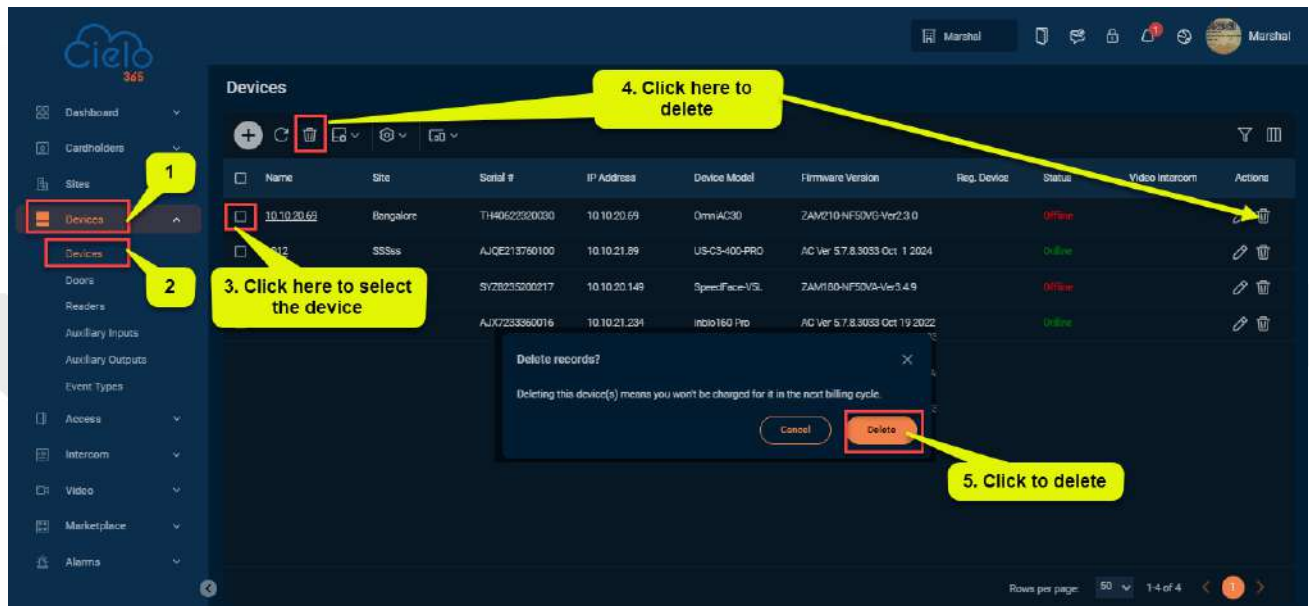 Cielo
365
Marshal
1
Marshal
Devices
4. Click here to
delete
Dashboard
Cardholders
Sites
1
Devices
Devices
2
Doors
Readers
Auxiliary Inputs
Auxiliary Outputs
Event Types
Access
Intercom
Video
Marketplace
Alarms
Name Site Serial # IP Address Device Model Firmware Version Reg. Device Status Video Intercom Actions
10.10.20.69 Bangalore TH40622320030 10.10.20.69 OmniAC30 ZAM210-NF50VG-Ver2.3.0 Offline
SSSss AJQE213760100 10.10.21.89 US-C3-400-PRO AC Ver 5.7.8.3033 Oct 1 2024 Online
SYZ8235200217 10.10.20.149 SpeedFace-V5L ZAM180-NF50VA-Ver3.4.9 Offline
AJX7233360016 10.10.21.234 inbio160 Pro AC Ver 5.7.8.3033 Oct 19 2022 Online
3. Click here to select
the device
Delete records?
Deleting this device(s) means you won't be charged for it in the next billing cycle.
Cancel Delete
5. Click to delete
Rows per page: 50 1-4 of 4 1